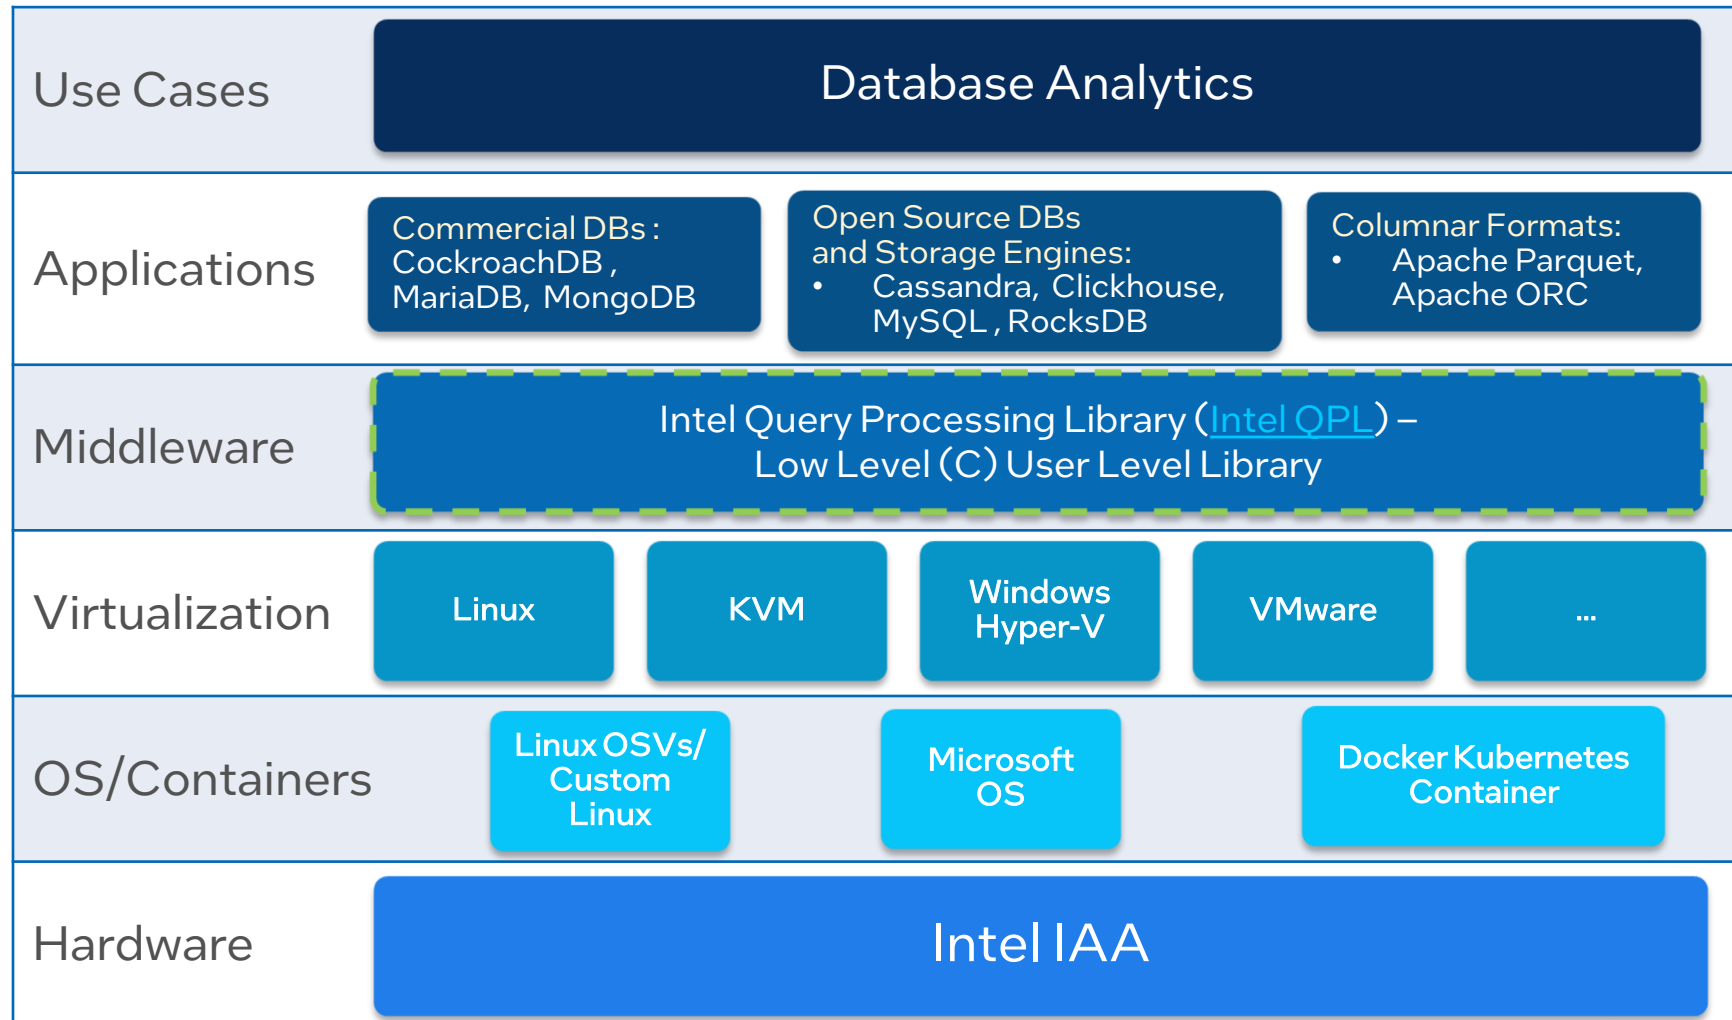 Use Cases
Database Analytics
Applications
Commercial DBs :
CockroachDB ,
MariaDB, MongoDB
Open Source DBs
and Storage Engines:
• Cassandra, Clickhouse,
MySQL , RocksDB
Columnar Formats:
• Apache Parquet,
Apache ORC
Middleware
Intel Query Processing Library (Intel QPL) –
Low Level (C) User Level Library
Virtualization
Linux
KVM
Windows
Hyper-V
VMware
...
OS/Containers
Linux OSVs/
Custom
Linux
Microsoft
OS
Docker Kubernetes
Container
Hardware
Intel IAA